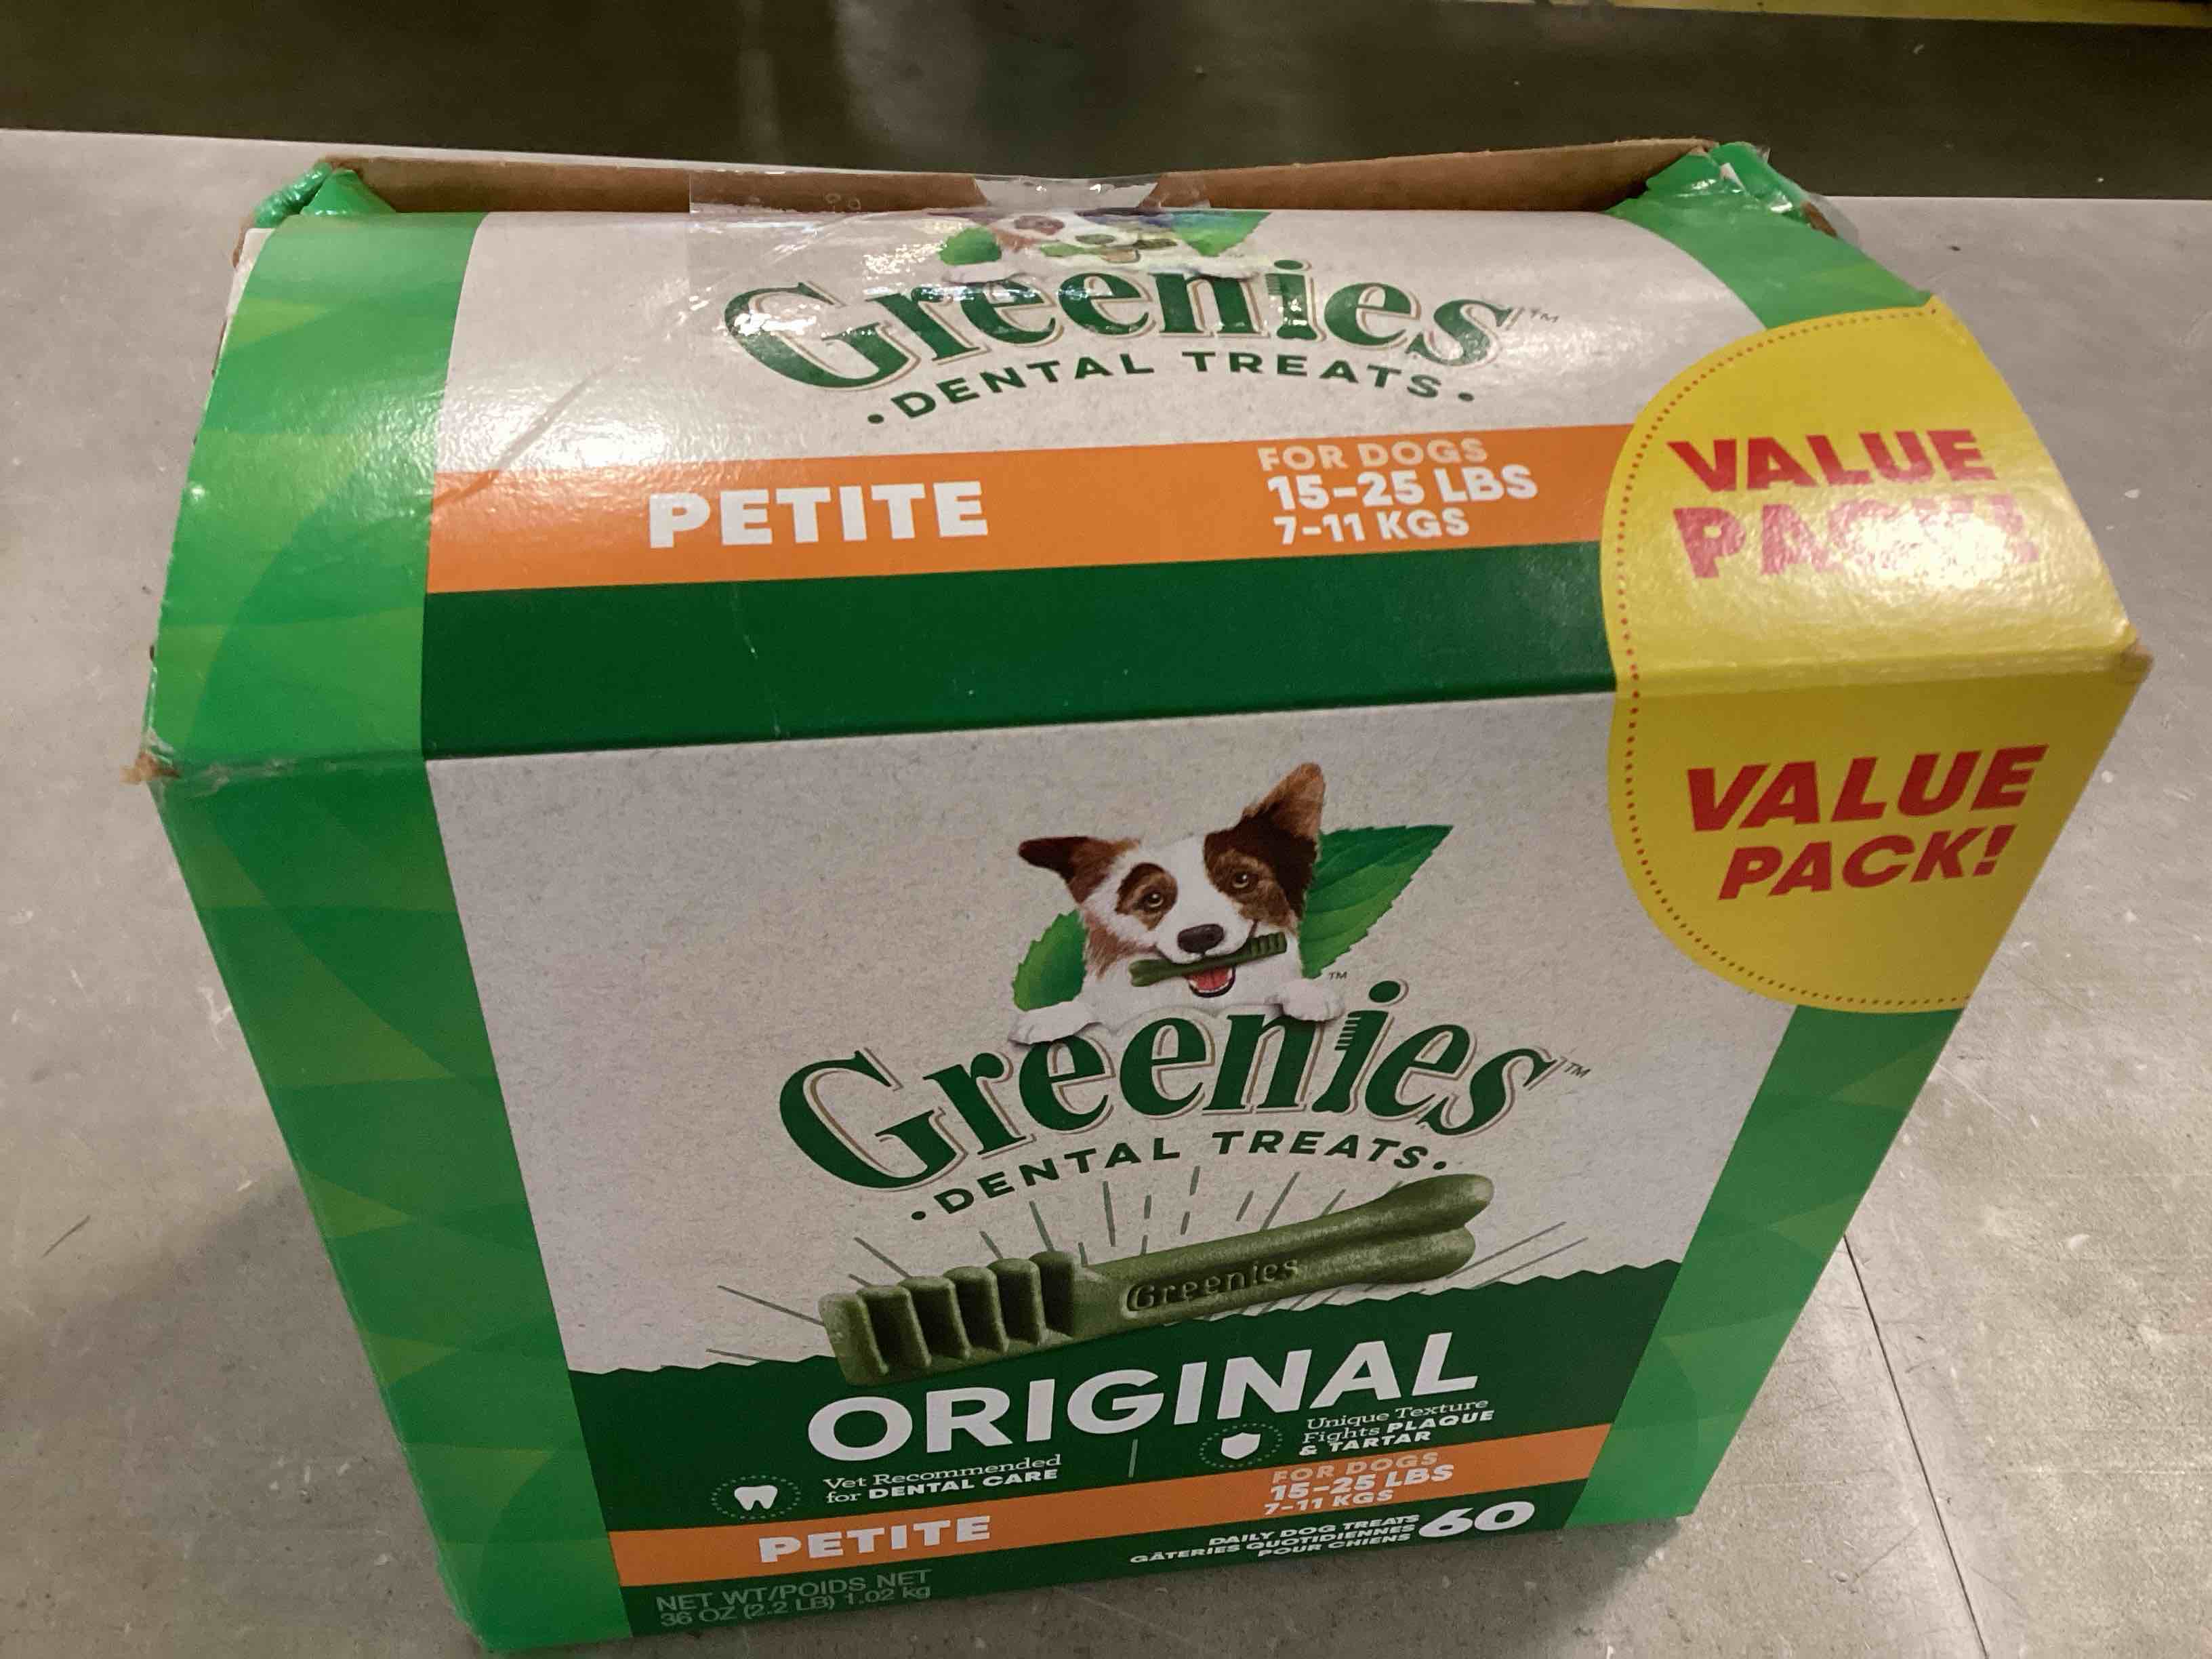 Greenies™
• DENTAL TREATS •
PETITE
FOR DOGS
15-25 LBS
7-11 KGS
VALUE
PACK!
VALUE
PACK!
Greenies™
• DENTAL TREATS •
Greenies
ORIGINAL
Vet Recommended
for DENTAL CARE
Unique Texture
Fights PLAQUE
& TARTAR
PETITE
FOR DOGS
15-25 LBS
7-11 KGS
DAILY DOG TREATS
GÂTERIES QUOTIDIENNES
POUR CHIENS
60
NET WT/POIDS NET
36 OZ (2.2 LB) 1.02 kg